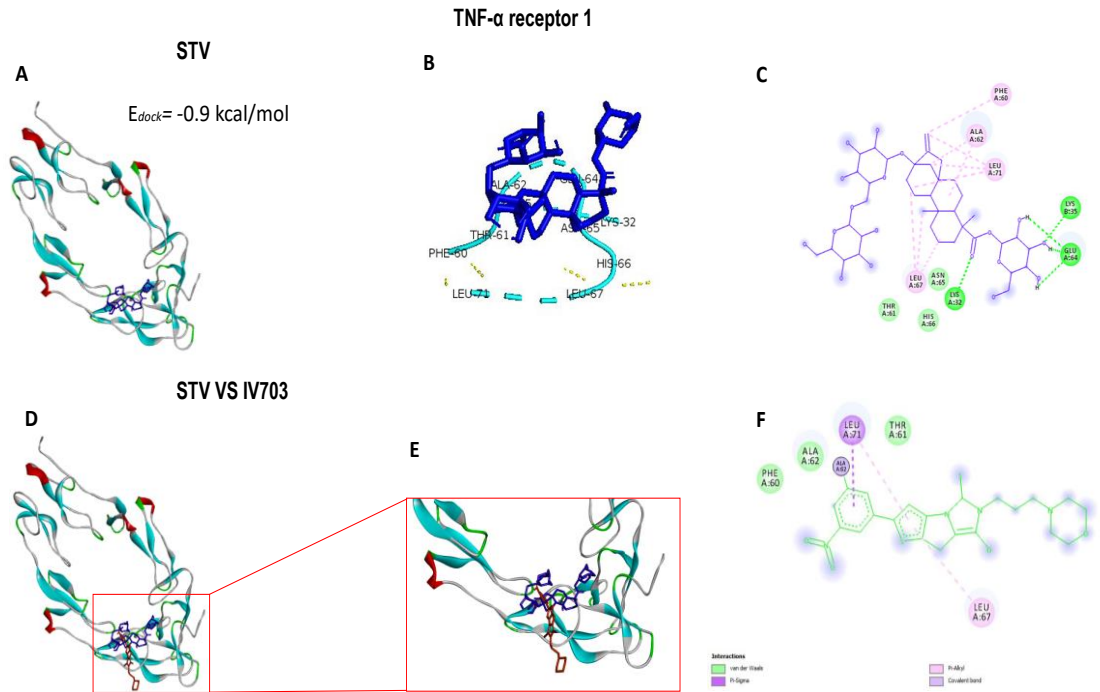 TNF-α receptor 1
STV
A
Edock= -0.9 kcal/mol
B
ALA-62
LYS-32
THR-61
PHE-60
HIS-66
LEU-71
LEU-67
C
PHE
A:60
ALA
A:62
LEU
A:71
LYS
B:35
GLU
A:64
LEU
A:67
ASN
A:65
LYS
A:32
THR
A:61
HIS
A:66
H
H
H
STV VS IV703
D
E
F
LEU
A:71
THR
A:61
ALA
A:62
ALA
A:62
PHE
A:60
LEU
A:67
Interactions
van der Waals
Pi-Sigma
Pi-Alkyl
Covalent bond